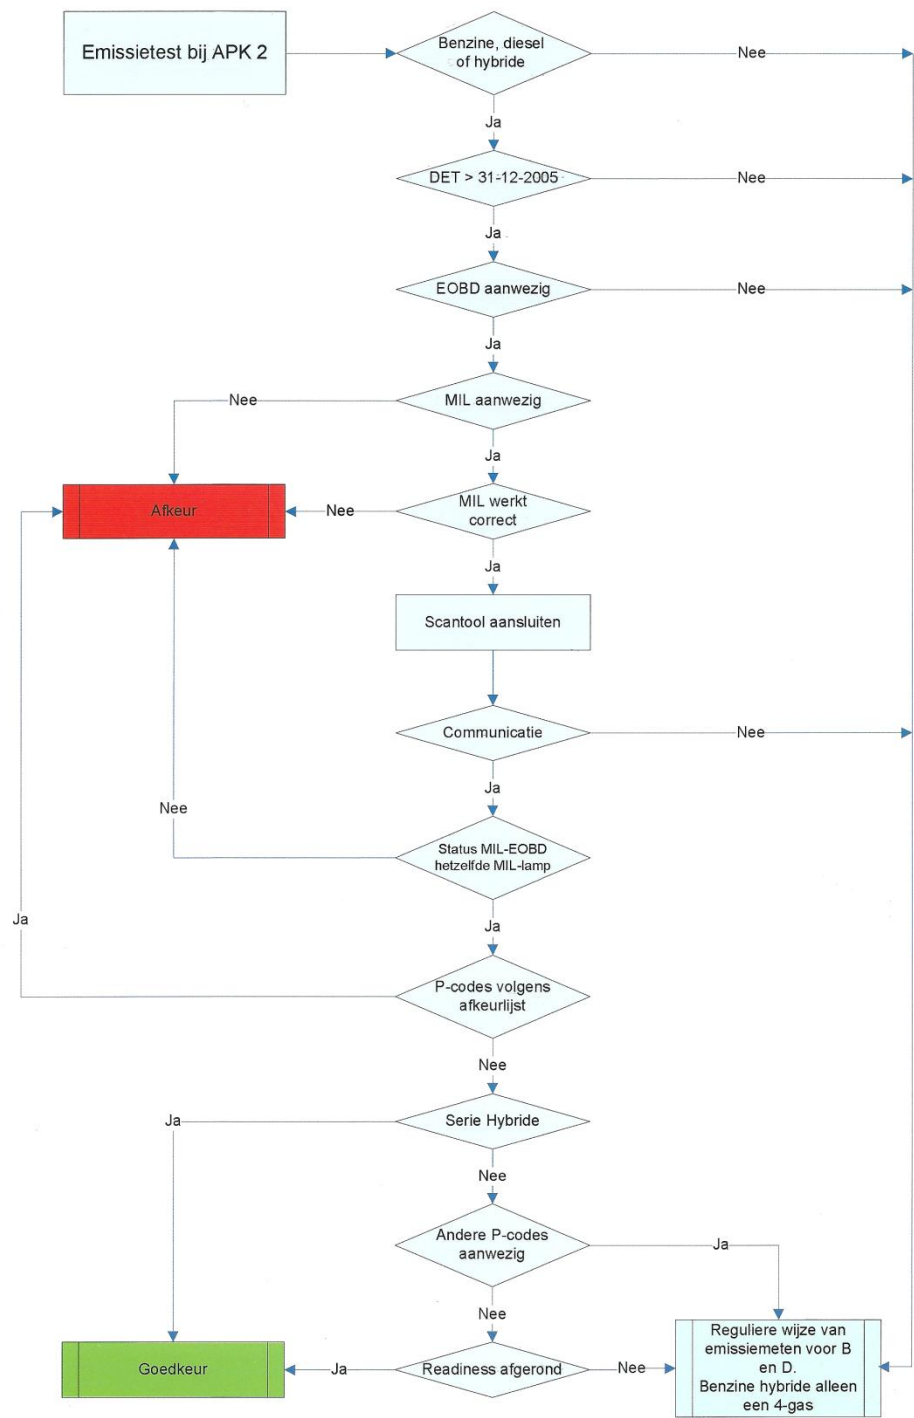 Emissietest bij APK 2
Benzine, diesel
of hybride
Nee
Ja
DET > 31-12-2005
Nee
Ja
EOBD aanwezig
Nee
Ja
MIL aanwezig
Nee
Ja
Afkeur
Nee
MIL werkt
correct
Ja
Scantool aansluiten
Communicatie
Nee
Ja
Nee
Status MIL-EOBD
hetzelfde MIL-lamp
Ja
Ja
P-codes volgens
afkeurlijst
Nee
Serie Hybride
Ja
Nee
Andere P-codes
aanwezig
Ja
Nee
Goedkeur
Ja
Readiness afgerond
Nee
Reguliere wijze van
emissiemeten voor B
en D.
Benzine hybride alleen
een 4-gas